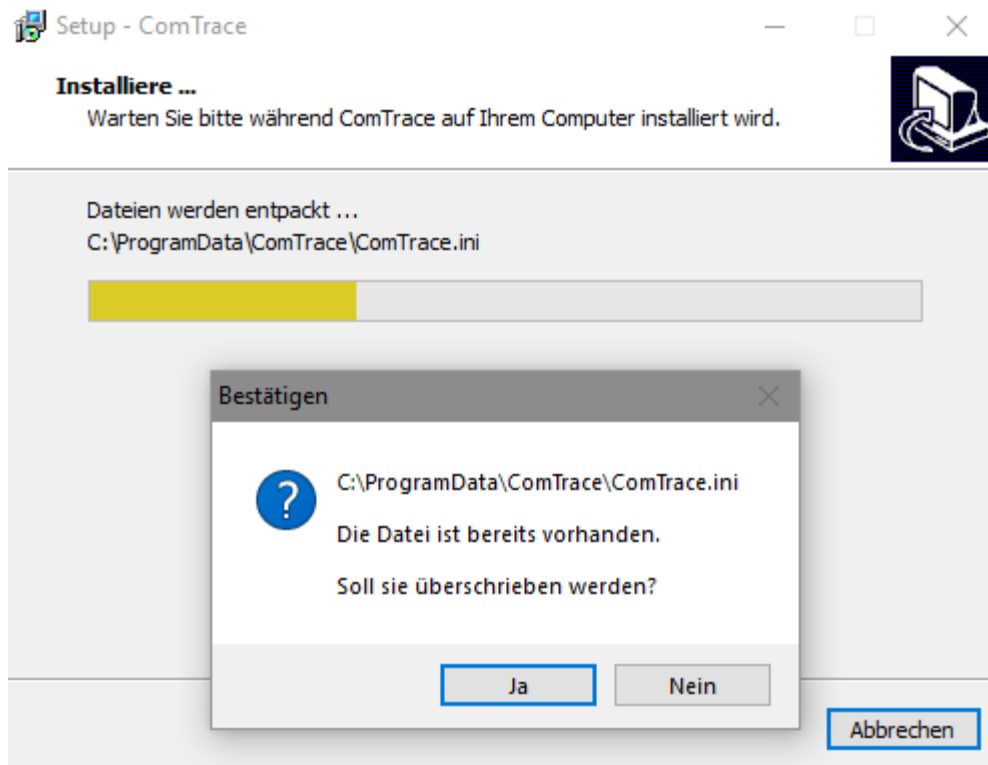 Setup - ComTrace
Installiere ...
Warten Sie bitte während ComTrace auf Ihrem Computer installiert wird.
Dateien werden entpackt ...
C:\ProgramData\ComTrace\ComTrace.ini
Bestätigen
C:\ProgramData\ComTrace\ComTrace.ini
Die Datei ist bereits vorhanden.
Soll sie überschrieben werden?
Ja Nein
Abbrechen